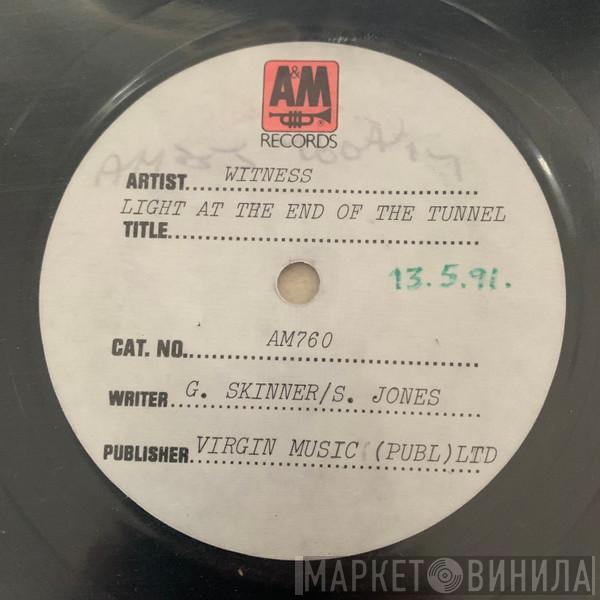 A&M
RECORDS
ARTIST WITNESS
LIGHT AT THE END OF THE TUNNEL
TITLE
13.5.91.
CAT. NO. AM760
WRITER G. SKINNER/S. JONES
PUBLISHER VIRGIN MUSIC (PUBL)LTD
МАРКЕТ ВИНИЛА